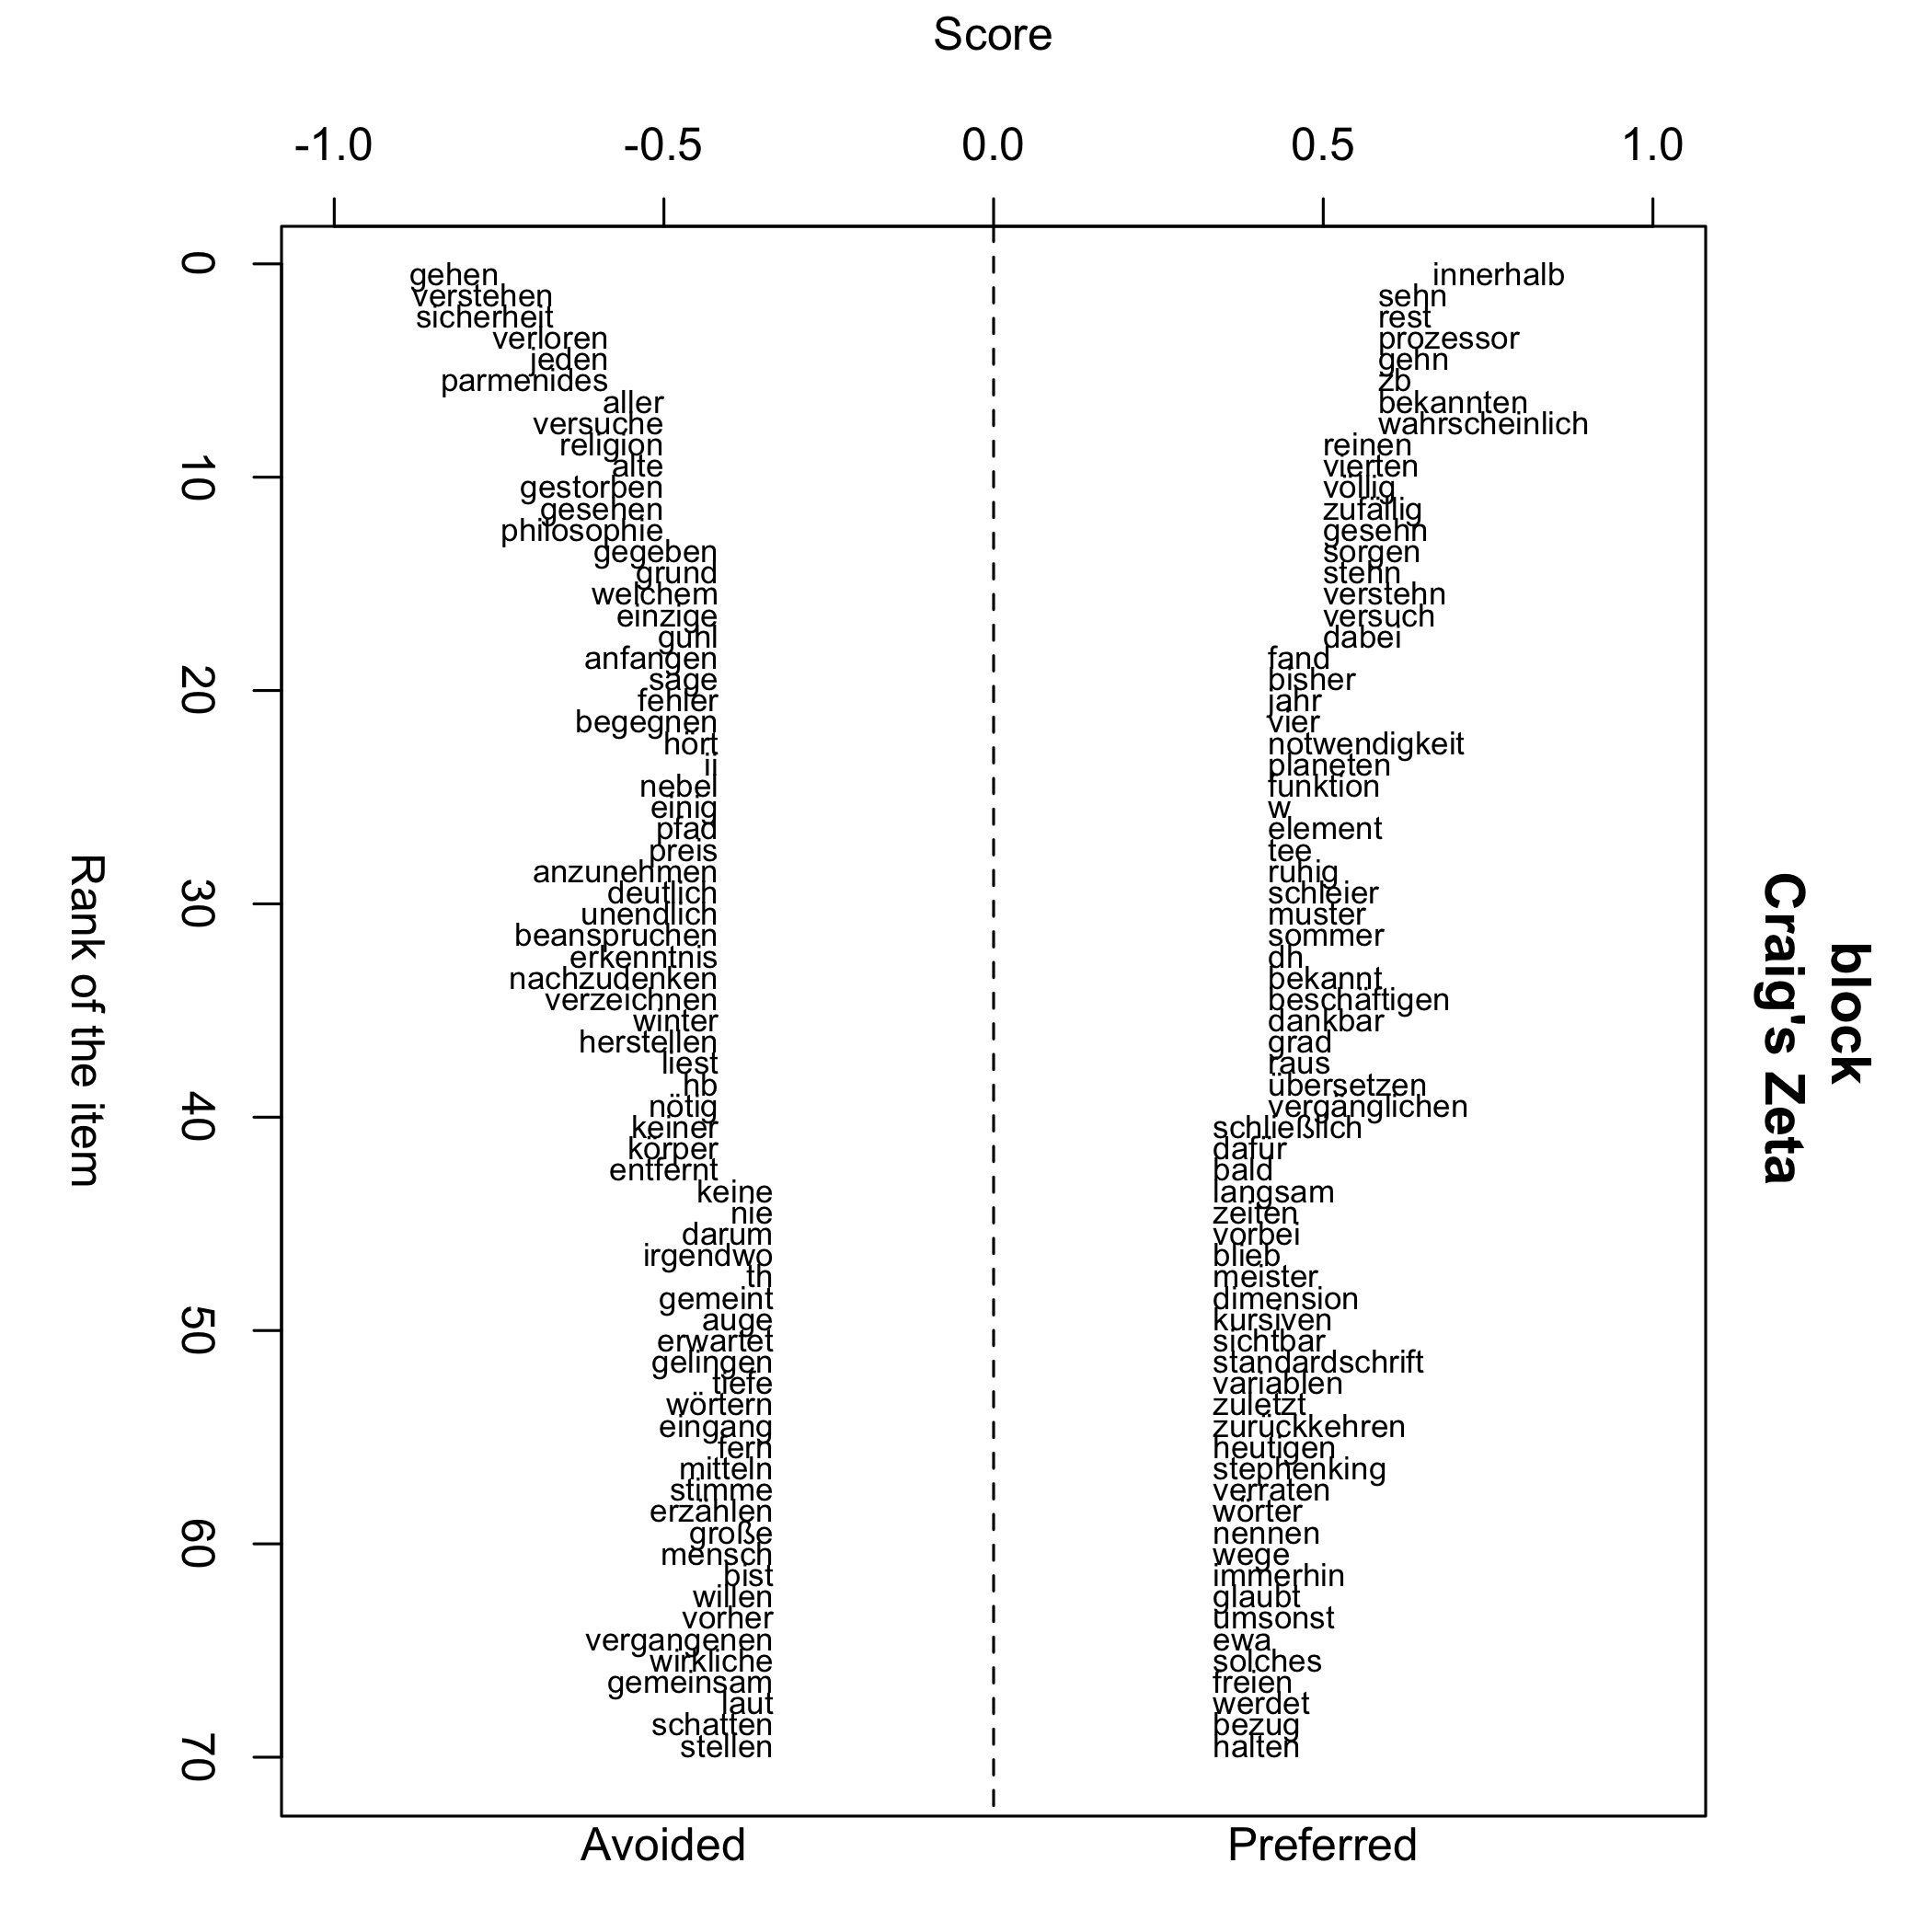 Score
-1.0 -0.5 0.0 0.5 1.0
0
10
20
30
40
50
60
70
Rank of the item
gehen
verstehen
sicherheit
verloren
jeden
parmenides
aller
versuche
religion
alte
gestorben
gesehen
philosophie
gegeben
grund
welchem
einzige
guhl
anfangen
sage
fehler
begegnen
hört
ii
nebel
einig
pfad
preis
anzunehmen
deutlich
unendlich
beanspruchen
erkenntnis
nachzudenken
verzeichnen
winter
herstellen
liest
hb
nötig
keiner
körper
entfernt
keine
nie
darum
irgendwo
th
gemeint
auge
erwartet
gelingen
tiefe
wörtern
eingang
fern
mitteln
stimme
erzählen
große
mensch
bist
willen
vorher
vergangenen
wirkliche
gemeinsam
laut
schatten
stellen
innerhalb
sehn
rest
prozessor
gehn
zb
bekannten
wahrscheinlich
reinen
vierten
völlig
zufällig
gesehn
sorgen
stehn
verstehn
versuch
dabei
fand
bisher
jahr
vier
notwendigkeit
planeten
funktion
w
element
tee
ruhig
schleier
muster
sommer
dh
bekannt
beschäftigen
dankbar
grad
raus
übersetzen
vergänglichen
schließlich
dafür
bald
langsam
zeiten
vorbei
blieb
meister
dimension
kursiven
sichtbar
standardschrift
variablen
zuletzt
zurückkehren
heutigen
stephenking
verraten
wörter
nennen
wege
immerhin
glaubt
umsonst
ewa
solches
freien
werdet
bezug
halten
Avoided
Preferred
block
Craig's Zeta